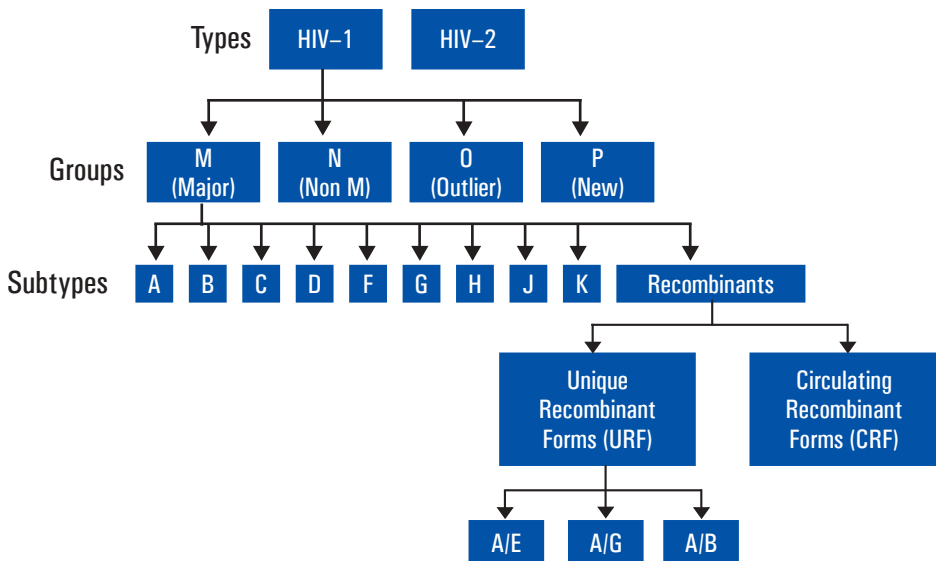 Types
HIV–1
HIV–2
Groups
M
(Major)
N
(Non M)
O
(Outlier)
P
(New)
Subtypes
A
B
C
D
F
G
H
J
K
Recombinants
Unique
Recombinant
Forms (URF)
Circulating
Recombinant
Forms (CRF)
A/E
A/G
A/B